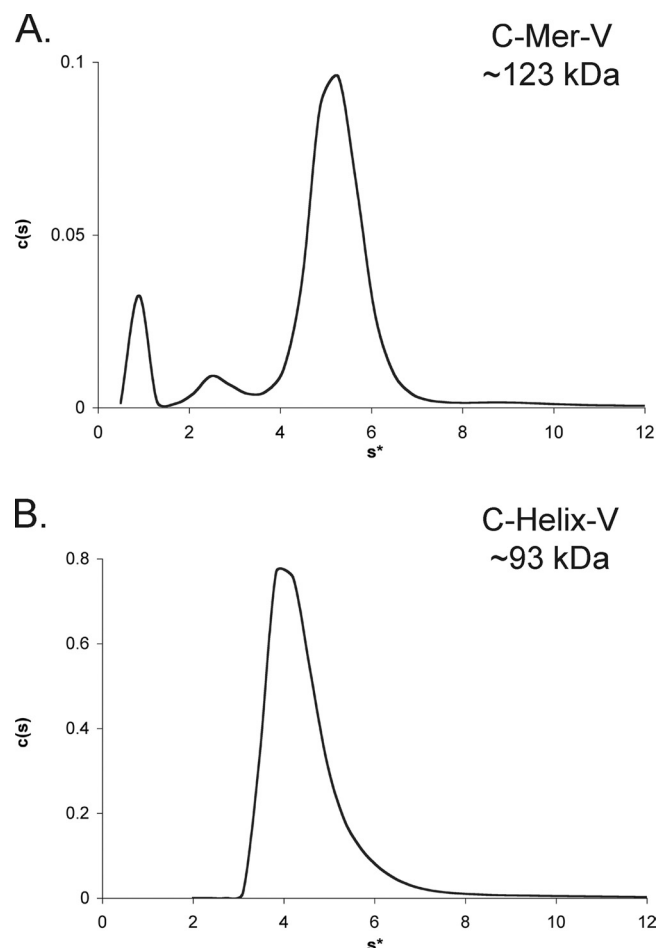 A.
C-Mer-V
~123 kDa
0.1
0.05
0
c(s)
0 2 4 6 8 10 12
s*
B.
C-Helix-V
~93 kDa
0.8
0.6
0.4
0.2
0
c(s)
0 2 4 6 8 10 12
s*